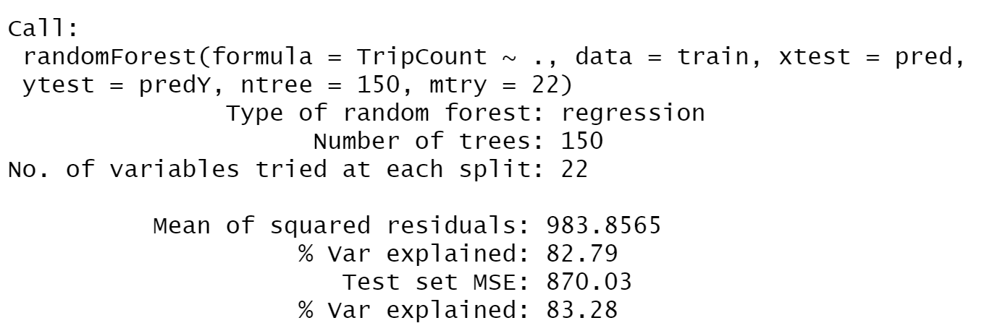 Call:
randomForest(formula = TripCount ~ ., data = train, xtest = pred,
ytest = predY, ntree = 150, mtry = 22)
Type of random forest: regression
Number of trees: 150
No. of variables tried at each split: 22
Mean of squared residuals: 983.8565
% Var explained: 82.79
Test set MSE: 870.03
% Var explained: 83.28